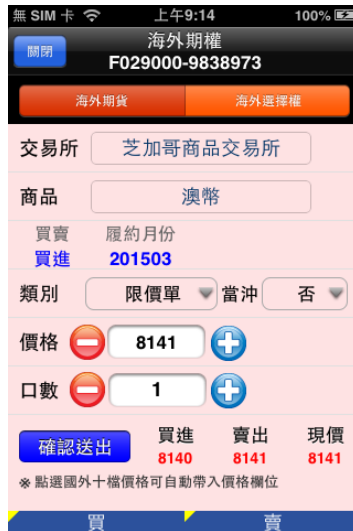 無 SIM 卡 上午9:14 100%
關閉 海外期權
F029000-9838973
海外期貨 海外選擇權
交易所 芝加哥商品交易所
商品 澳幣
買賣 履約月份
買進 201503
類別 限價單 當沖 否
價格 8141
口數 1
確認送出 買進 賣出 現價
8140 8141 8141
※ 點選國外十檔價格可自動帶入價格欄位
買 賣